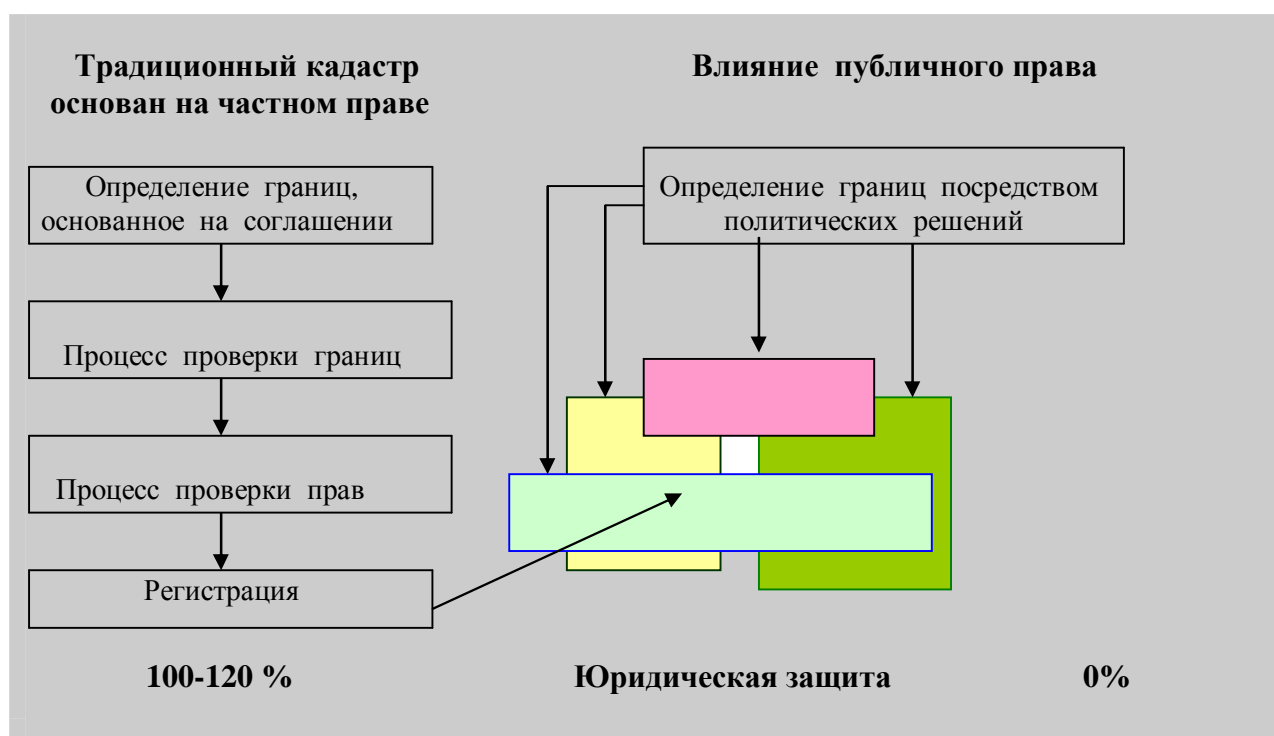 Традиционный кадастр
основан на частном праве
Влияние публичного права
Определение границ,
основанное на соглашении
Определение границ посредством
политических решений
Процесс проверки границ
Процесс проверки прав
Регистрация
100-120 %
Юридическая защита
0%